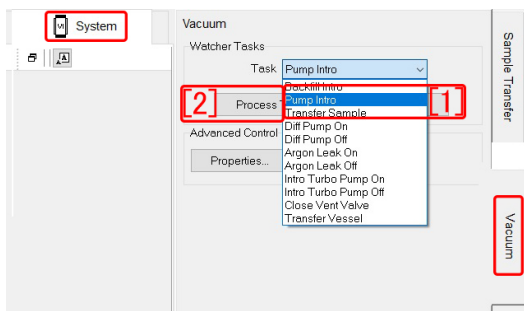 System
Vacuum
Watcher Tasks
Task Pump Intro
Backfill Intro
[2] Process Pump Intro [1]
Transfer Sample
Advanced Control
Diff Pump On
Diff Pump Off
Properties...
Argon Leak On
Argon Leak Off
Intro Turbo Pump On
Intro Turbo Pump Off
Close Vent Valve
Transfer Vessel
Sample Transfer
Vacuum